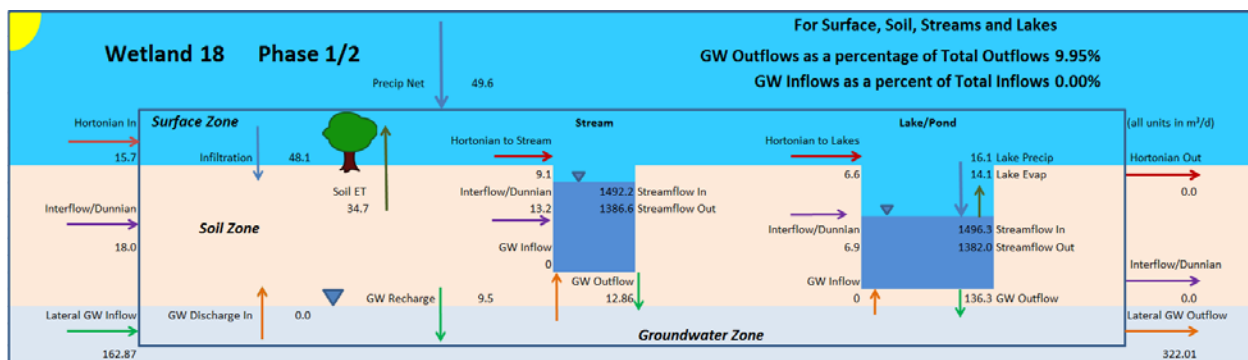 For Surface, Soil, Streams and Lakes
Wetland 18 Phase 1/2
GW Outflows as a percentage of Total Outflows 9.95%
GW Inflows as a percent of Total Inflows 0.00%
Precip Net 49.6
Hortonian In
Surface Zone
Stream
Lake/Pond
(all units in m³/d)
15.7
Infiltration 48.1
Hortonian to Stream
9.1
Hortonian to Lakes
6.6
16.1 Lake Precip
14.1 Lake Evap
Hortonian Out
0.0
Soil ET
34.7
Interflow/Dunnian
13.2
1492.2 Streamflow In
1386.6 Streamflow Out
Interflow/Dunnian
18.0
Soil Zone
Interflow/Dunnian
6.9
1496.3 Streamflow In
1382.0 Streamflow Out
GW Inflow
0
GW Outflow
12.86
GW Inflow
0
136.3 GW Outflow
Interflow/Dunnian
0.0
GW Recharge 9.5
Lateral GW Inflow
162.87
GW Discharge In 0.0
Groundwater Zone
Lateral GW Outflow
322.01